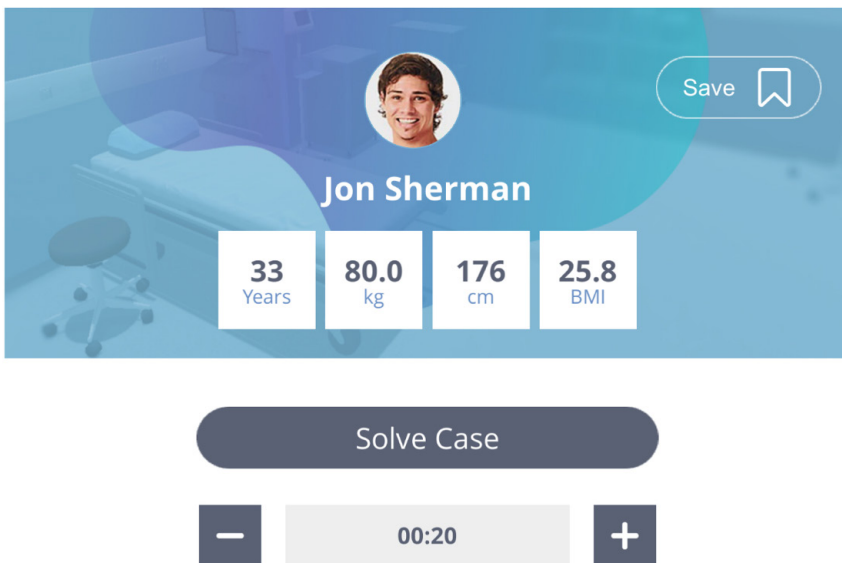 Save
Jon Sherman
33 80.0 176 25.8
Years kg cm BMI
Solve Case
− 00:20 +